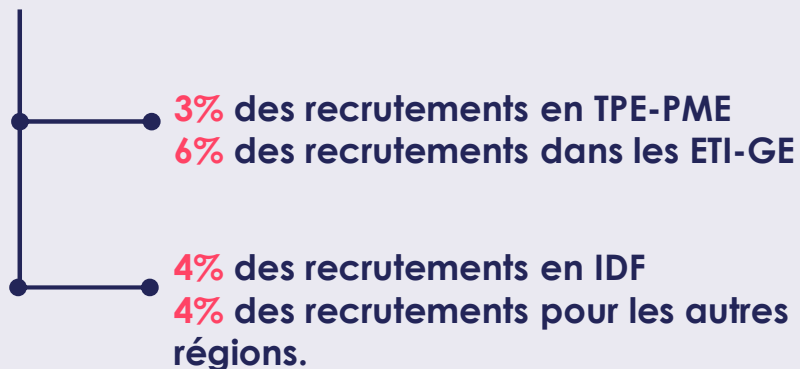 3% des recrutements en TPE-PME
6% des recrutements dans les ETI-GE
4% des recrutements en IDF
4% des recrutements pour les autres
régions.